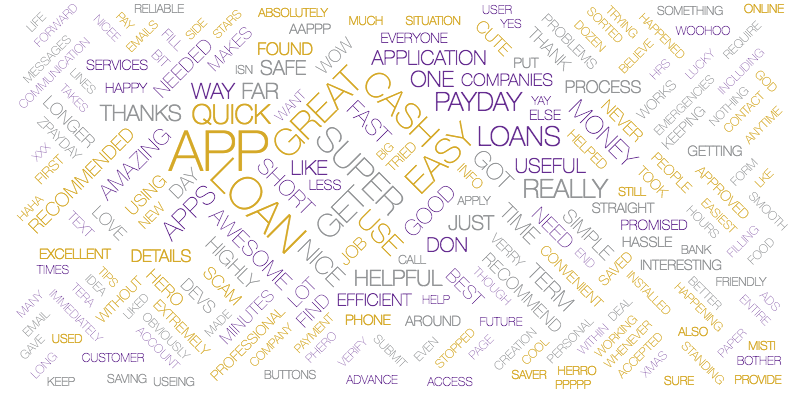 APP
LOAN
GREAT
CASH
EASY
SUPER
GET
USE
QUICK
LOANS
PAYDAY
ONE
REALLY
MONEY
FAST
APPS
AWESOME
AMAZING
NICE
GOOD
SHORT
LIKE
LESS
WAY
FAR
THANKS
APPLICATION
COMPANIES
USEFUL
HELPFUL
DON
JUST
GOT
TIME
TERM
NEED
SIMPLE
BEST
RECOMMEND
EFFICIENT
RECOMMENDED
NEEDED
MAKES
FOUND
SAFE
WOW
ISN
WANT
BIG
TRIED
INFO
APPLY
JOB
CALL
LOT
FIND
HIGHLY
MINUTES
SCAM
DEVS
HERO
EXTREMELY
WITHOUT
DETAILS
EXCELLENT
TIMES
LOVE
TEXT
USING
NEW
DAY
LONGER
ZPAYDAY
XXX
FIRST
HAHA
HAPPY
SERVICES
MESSAGES
COMMUNICATION
LINES
TAKES
LIFE
FORWARD
NICEE
PAY
EMAILS
RELIABLE
BIT
FILL
SIDE
STARS
ABSOLUTELY
AAPPP
MUCH
SITUATION
EVERYONE
CUTE
USER
YES
THANK
PROBLEMS
PUT
PROCESS
YAY
ELSE
HELPED
NEVER
DOZEN
SORTED
TRYING
BELIEVE
HAPPENED
SOMETHING
WOOHOO
ONLINE
HRS
LUCKY
REQUIRE
WORKS
EMERGENCIES
KEEPING
NOTHING
INCLUDING
CONTACT
GOD
ANYTIME
GETTING
PEOPLE
TOOK
STILL
STRAIGHT
APPROVED
EASIEST
HOURS
FORM
LKE
SMOOTH
FILLING
FOOD
PROMISED
HASSLE
BANK
INTERESTING
FRIENDLY
BETTER
HAPPENING
ENTIRE
ADS
SAVED
INSTALLED
CONVENIENT
END
VERRY
THOUGH
HELP
AROUND
PHONE
FUTURE
PAYMENT
PHERO
COMPANY
PROFESSIONAL
MADE
LIKED
OBVIOUSLY
ACCOUNT
TIPS
IDEA
TERA
IMMEDIATELY
MANY
EMAIL
GAVE
USED
LONG
CUSTOMER
KEEP
SAVING
USEING
BUTTONS
VERIFY
SUBMIT
EVEN
STOPPED
PAGE
ADVANCE
ACCESS
CREATION
COOL
PERSONAL
WITHIN
DEAL
WORKING
WHENEVER
ACCEPTED
XMAS
SAVER
HERRO
PPPPP
ALSO
STANDING
PAPER
MISTI
BOTHER
SURE
PROVIDE